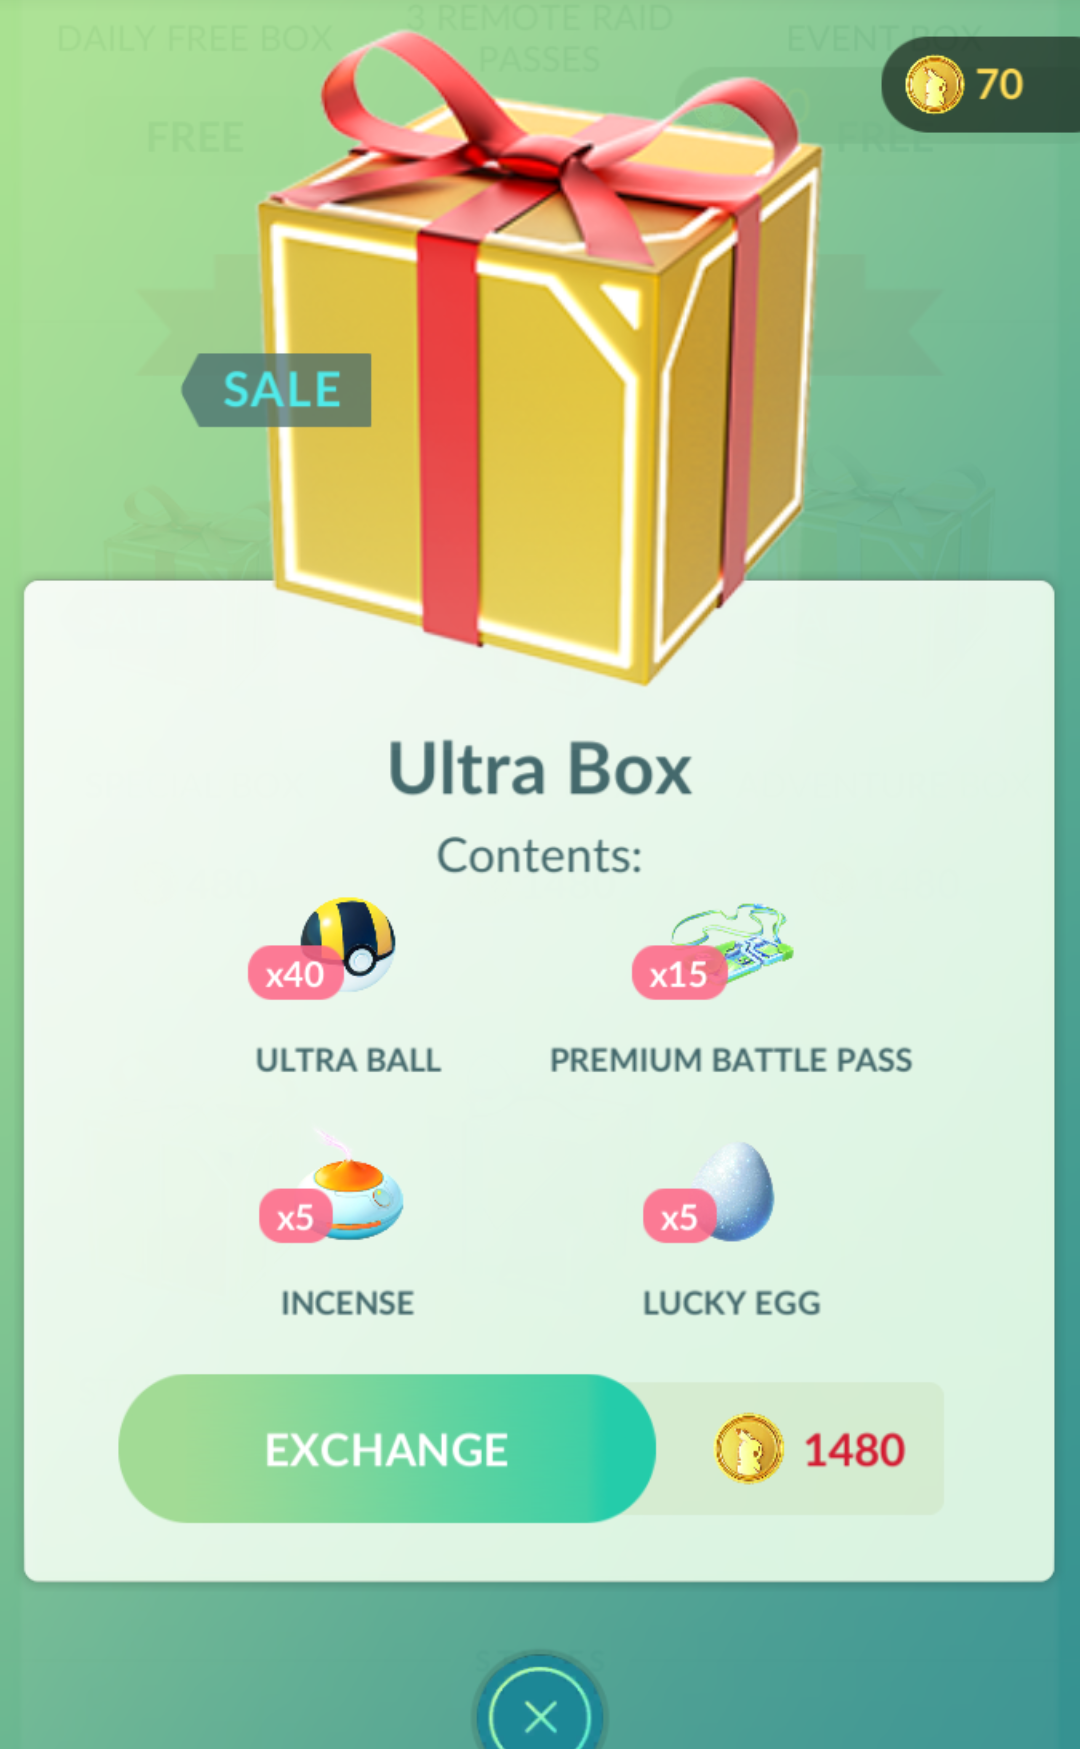 DAILY FREE BOX
3 REMOTE RAID
PASSES
EVENT BOX
70
FREE
FREE
SALE
Ultra Box
Contents:
x40
x15
ULTRA BALL
PREMIUM BATTLE PASS
x5
x5
INCENSE
LUCKY EGG
EXCHANGE
1480